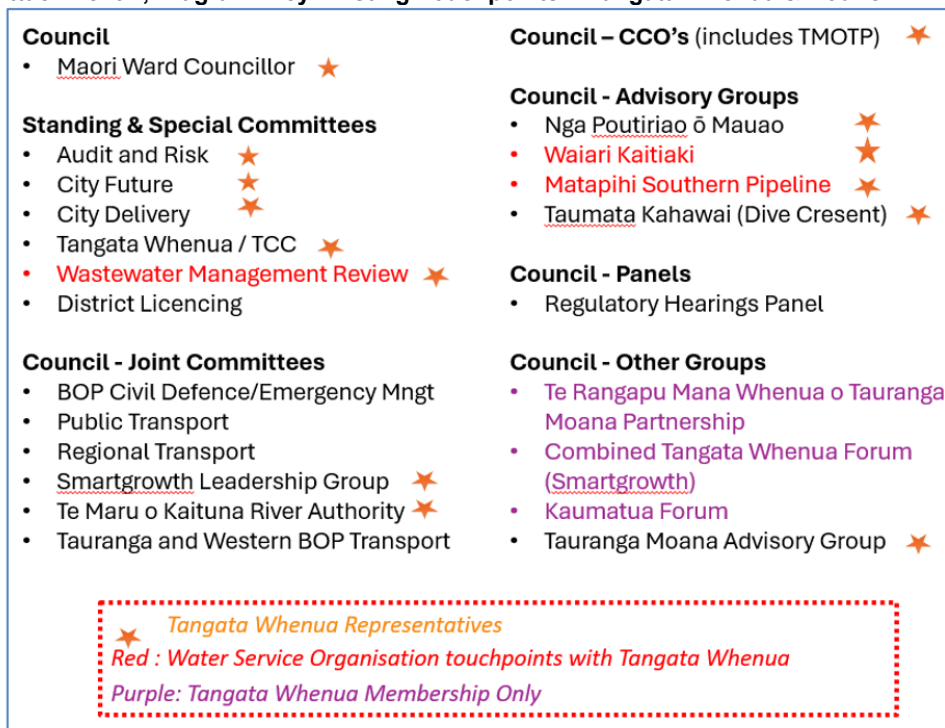 Council
• Maori Ward Councillor
Standing & Special Committees
• Audit and Risk
• City Future
• City Delivery
• Tangata Whenua / TCC
• Wastewater Management Review
• District Licencing
Council - Joint Committees
• BOP Civil Defence/Emergency Mngt
• Public Transport
• Regional Transport
• Smartgrowth Leadership Group
• Te Maru o Kaituna River Authority
• Tauranga and Western BOP Transport
Council – CCO's (includes TMOTP)
Council - Advisory Groups
• Nga Poutiriao ō Mauao
• Waiari Kaitiaki
• Matapihi Southern Pipeline
• Taumata Kahawai (Dive Cresent)
Council - Panels
• Regulatory Hearings Panel
Council - Other Groups
• Te Rangapu Mana Whenua o Tauranga
Moana Partnership
• Combined Tangata Whenua Forum
(Smartgrowth)
• Kaumatua Forum
• Tauranga Moana Advisory Group
Tangata Whenua Representatives
Red : Water Service Organisation touchpoints with Tangata Whenua
Purple: Tangata Whenua Membership Only